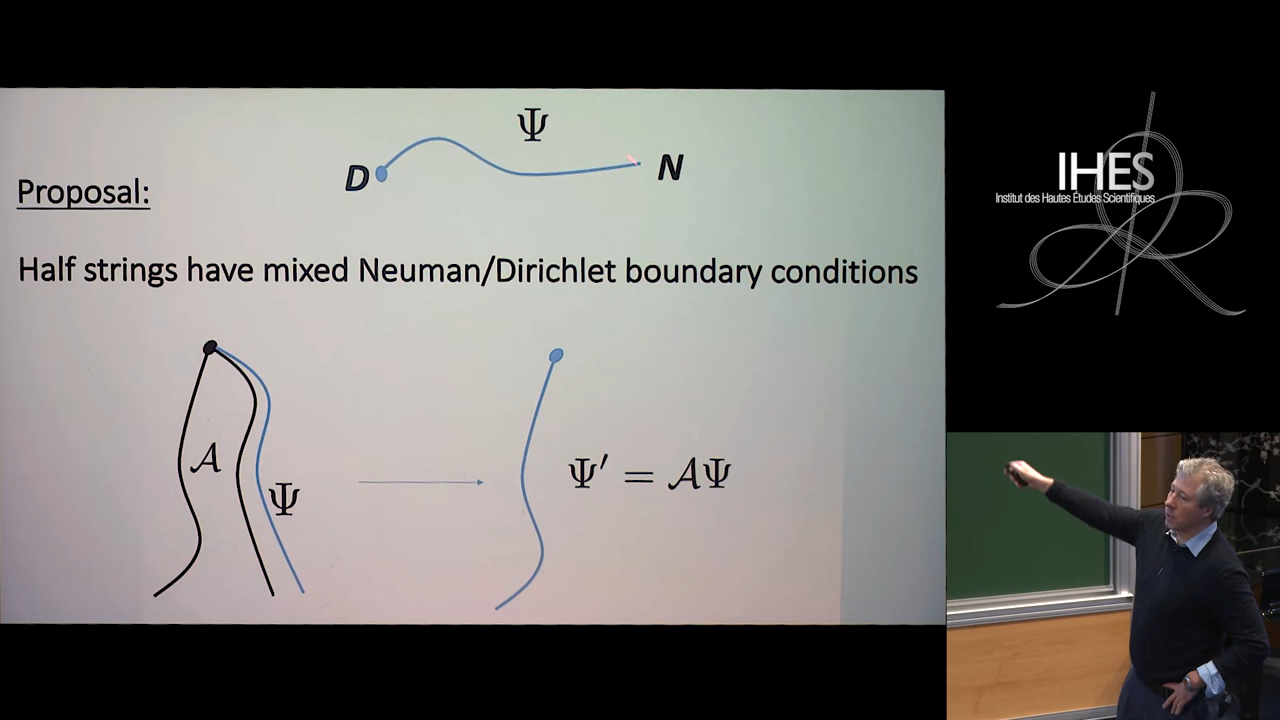 Ψ
D N
Proposal:
Half strings have mixed Neuman/Dirichlet boundary conditions
𝒜
Ψ
Ψ′ = 𝒜Ψ
IHES
Institut des Hautes Études Scientifiques